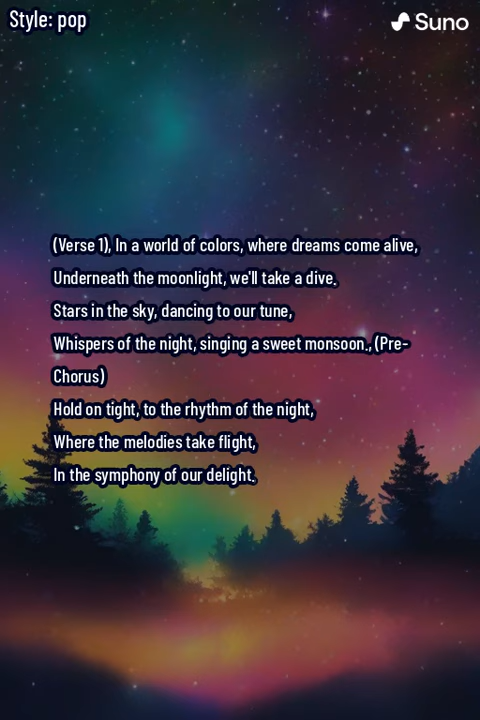 Style: pop
Suno
(Verse 1), In a world of colors, where dreams come alive,
Underneath the moonlight, we'll take a dive.
Stars in the sky, dancing to our tune,
Whispers of the night, singing a sweet monsoon., (Pre-
Chorus)
Hold on tight, to the rhythm of the night,
Where the melodies take flight,
In the symphony of our delight.